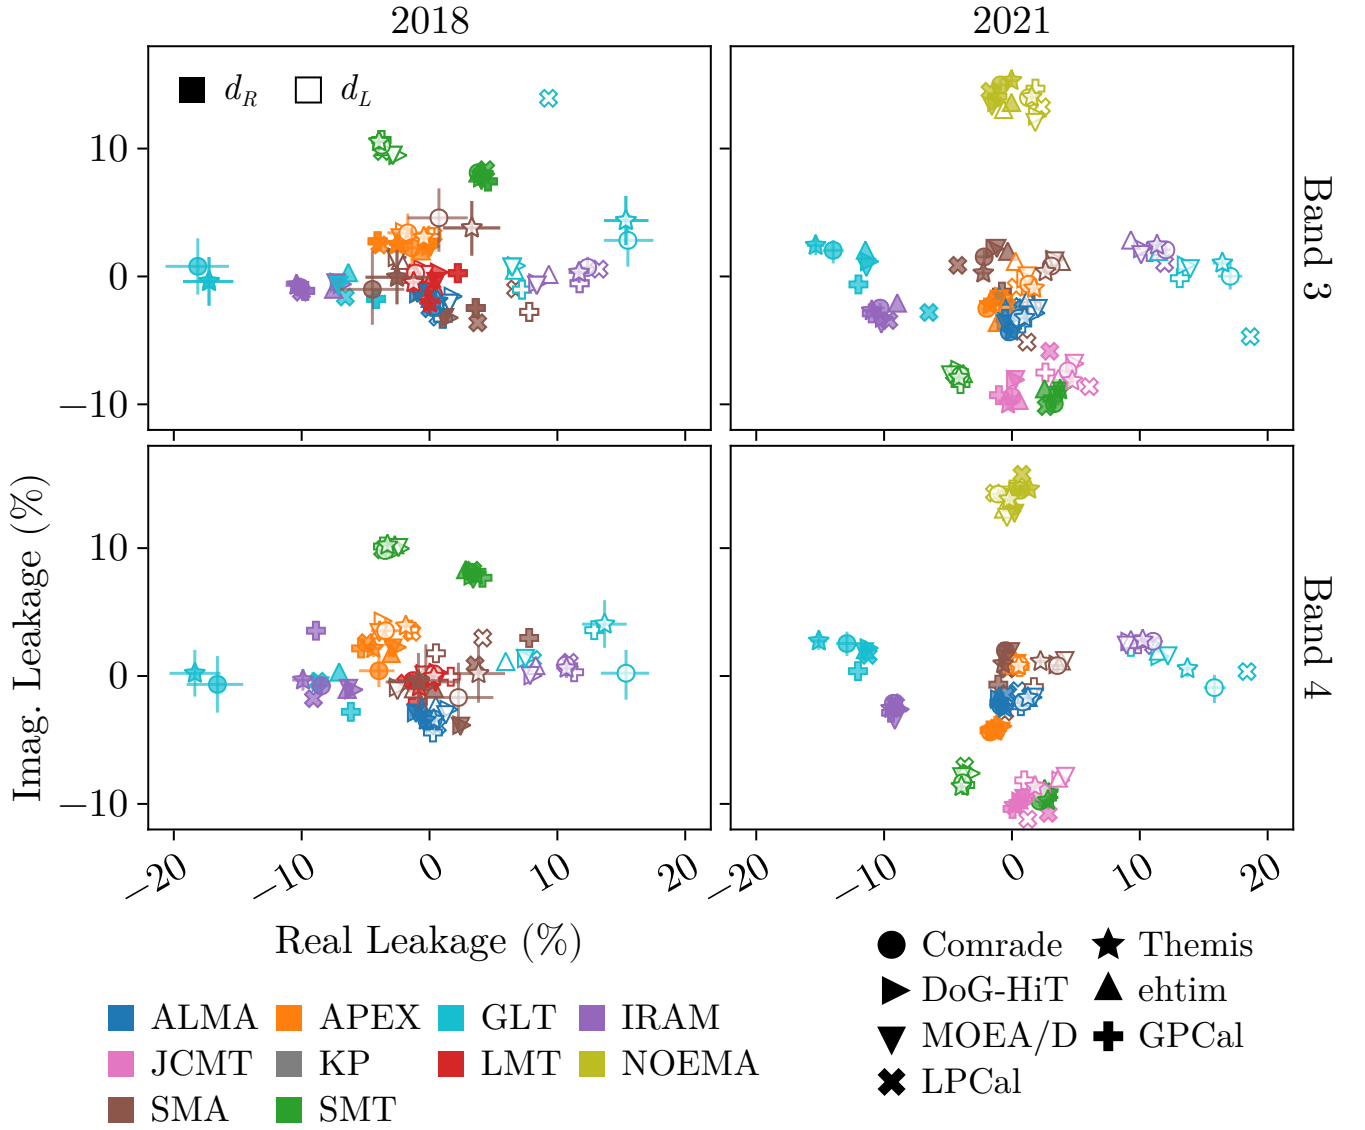 2018 2021
d_R d_L
10
0
−10
Band 3
10
0
−10
Band 4
Imag. Leakage (%)
−20 −10 0 10 20 −20 −10 0 10 20
Real Leakage (%)
Comrade Themis
DoG-HiT ehtim
MOEA/D GPCal
LPCal
ALMA APEX GLT IRAM
JCMT KP LMT NOEMA
SMA SMT